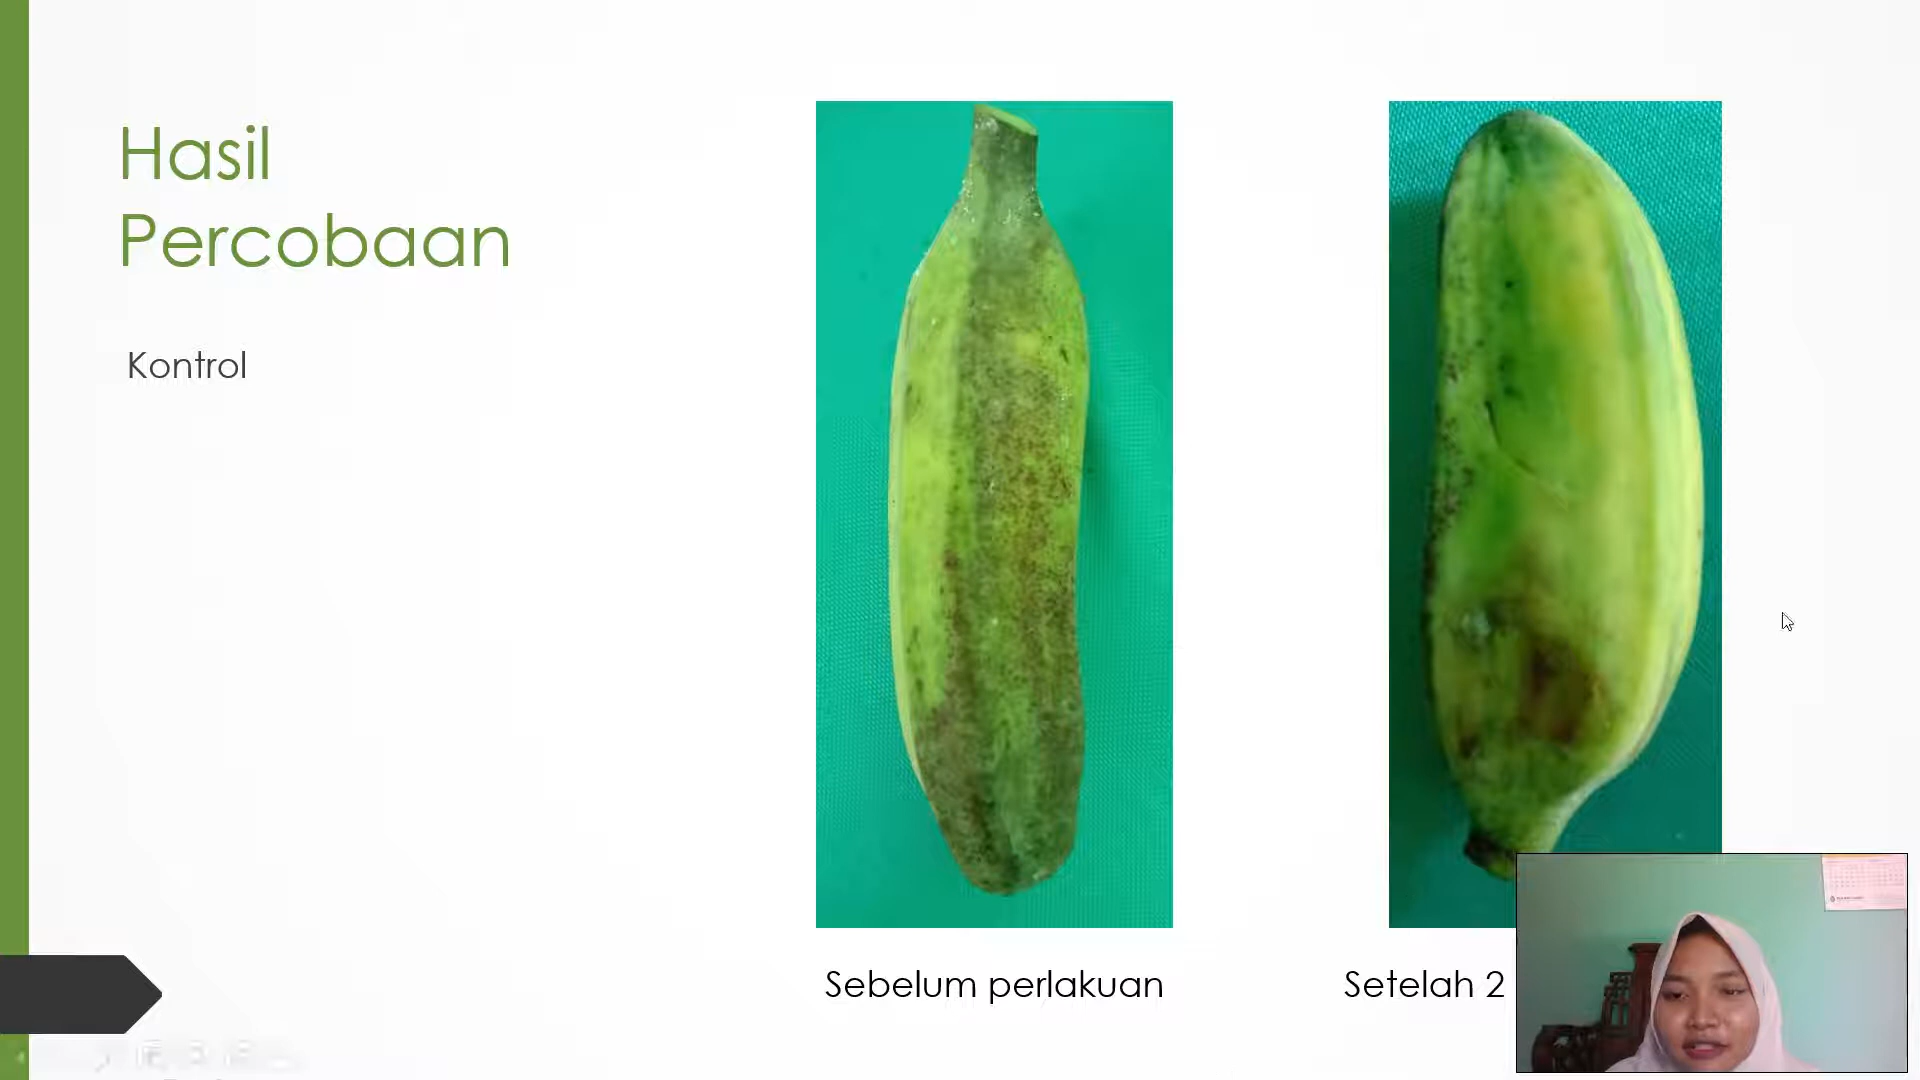 Hasil
Percobaan
Kontrol
Sebelum perlakuan
Setelah 2